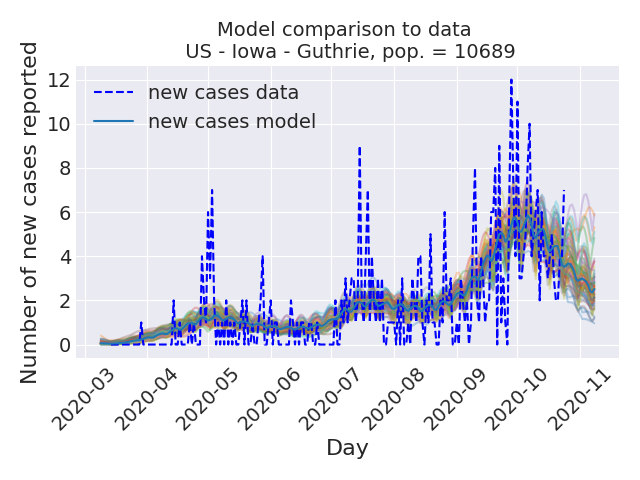 Model comparison to data
US - Iowa - Guthrie, pop. = 10689
Number of new cases reported
12
10
8
6
4
2
0
new cases data
new cases model
2020-03
2020-04
2020-05
2020-06
2020-07
2020-08
2020-09
2020-10
2020-11
Day